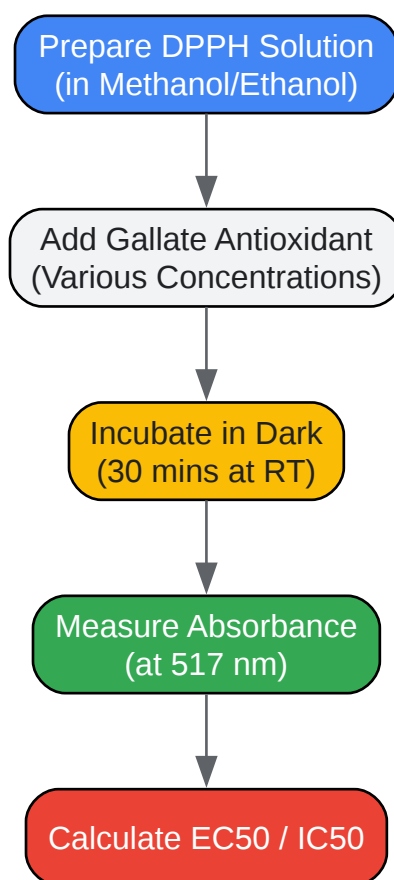 Prepare DPPH Solution
(in Methanol/Ethanol)
Add Gallate Antioxidant
(Various Concentrations)
Incubate in Dark
(30 mins at RT)
Measure Absorbance
(at 517 nm)
Calculate EC50 / IC50